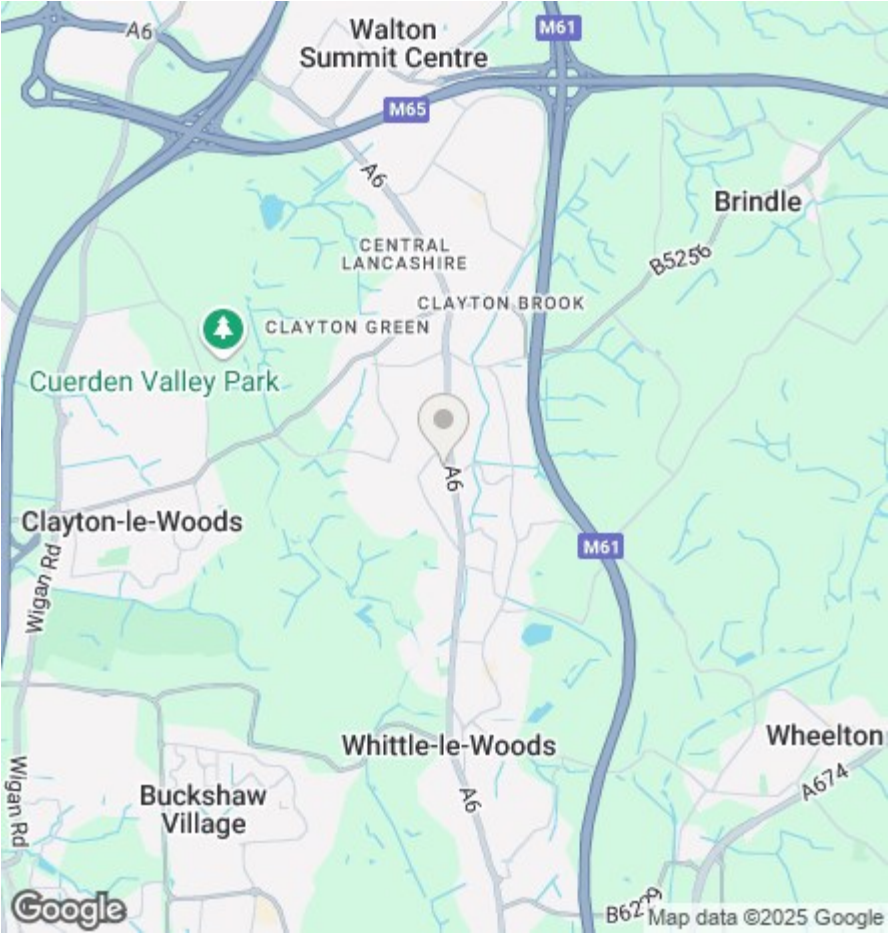 A6
Walton
Summit Centre
M61
M65
A6
Brindle
CENTRAL
LANCASHIRE
B5256
CLAYTON BROOK
CLAYTON GREEN
Cuerden Valley Park
A6
Clayton-le-Woods
M61
Wigan Rd
Whittle-le-Woods
Wheelton
A674
Wigan Rd
Buckshaw
Village
A6
Google
B6229
Map data ©2025 Google